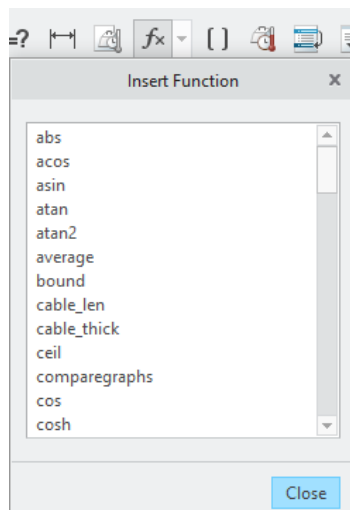 =?
fx
[ ]
Insert Function
x
abs
acos
asin
atan
atan2
average
bound
cable_len
cable_thick
ceil
comparegraphs
cos
cosh
Close